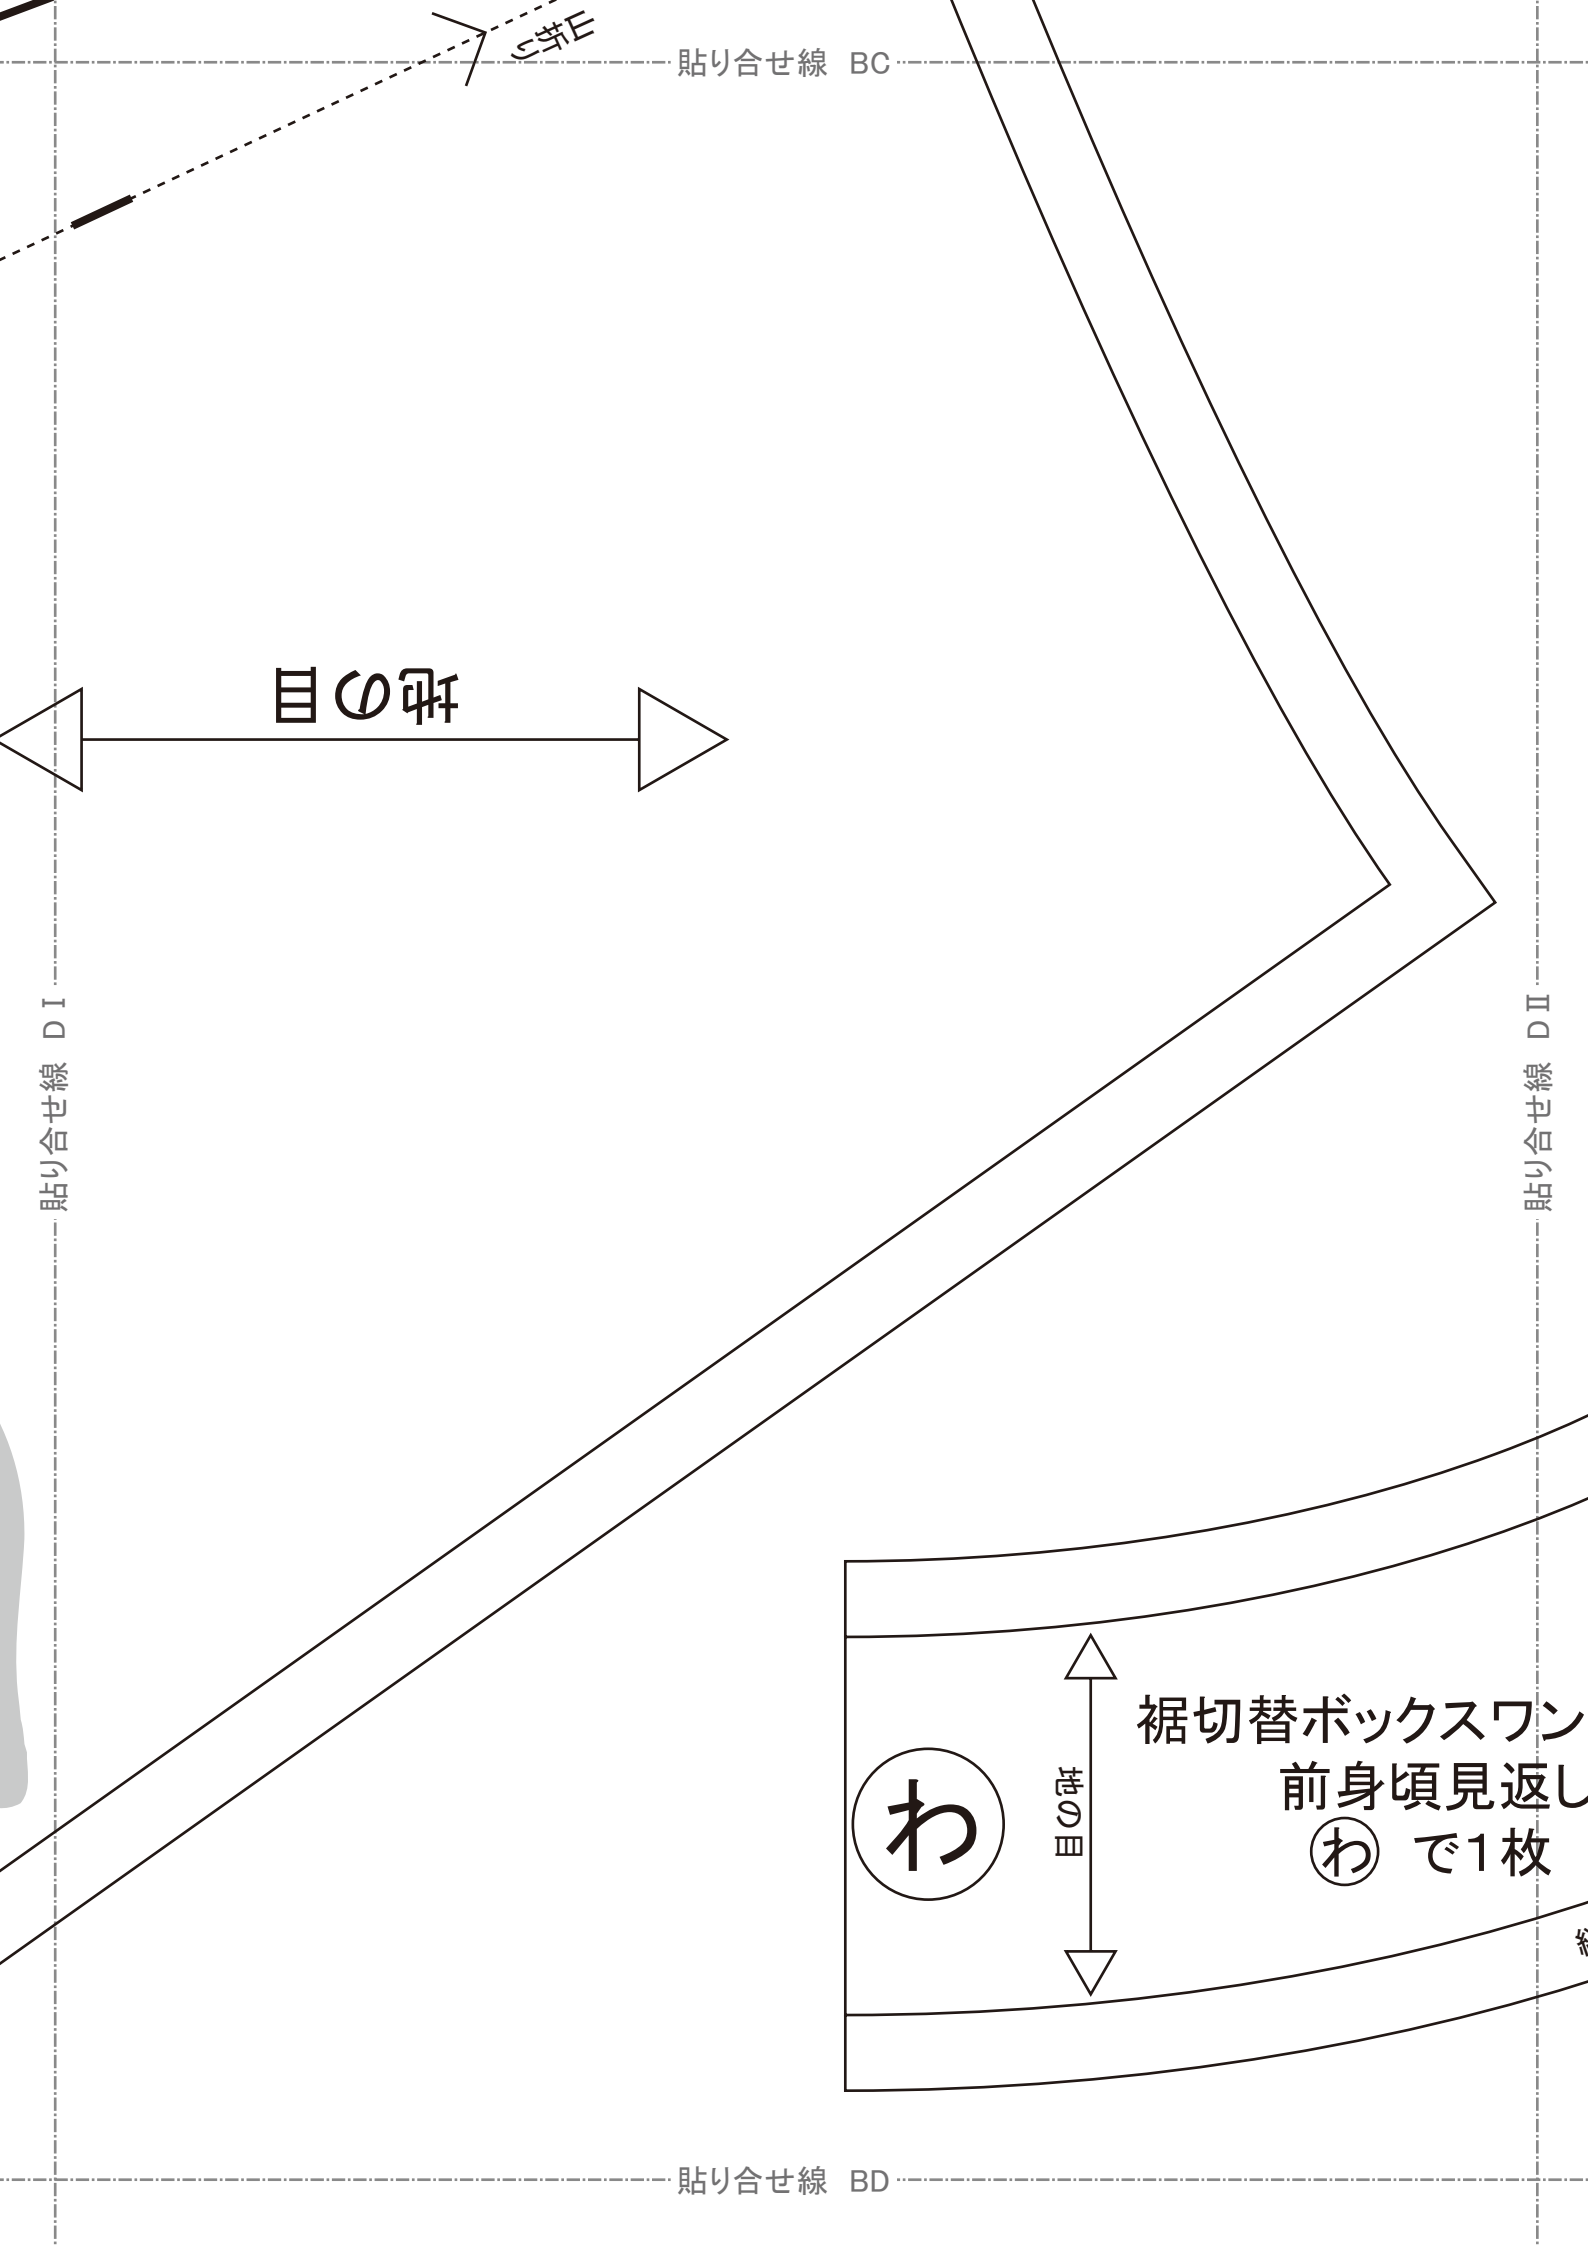 山折り
貼り合せ線 BC
地の目
貼り合せ線 DⅠ
貼り合せ線 DⅡ
裾切替ボックスワン
前身頃見返し
わ で1枚
わ
地の目
貼り合せ線 BD